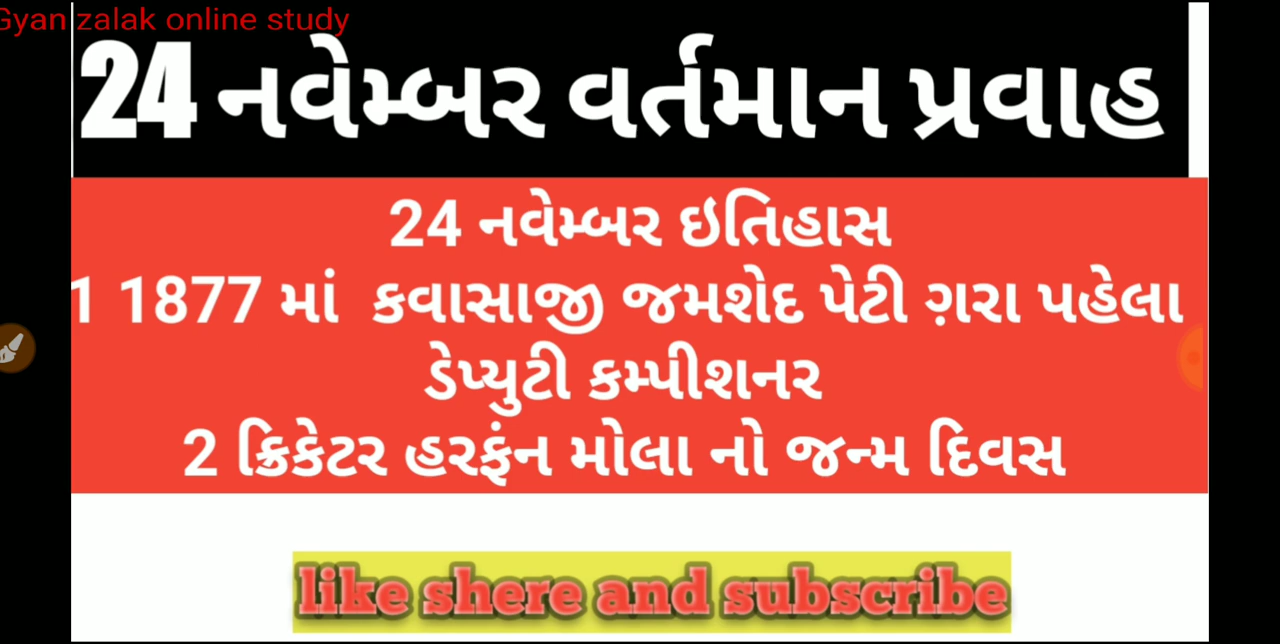 Gyan zalak online study
24 નવેમ્બર વર્તમાન પ્રવાહ
24 નવેમ્બર ઇતિહાસ
1 1877 માં કવાસાજી જમશેદ પેટી ગ઼રા પહેલા
ડેપ્યુટી કમ્પીશનર
2 ક્રિકેટર હરફંન મોલા નો જન્મ દિવસ
like shere and subscribe